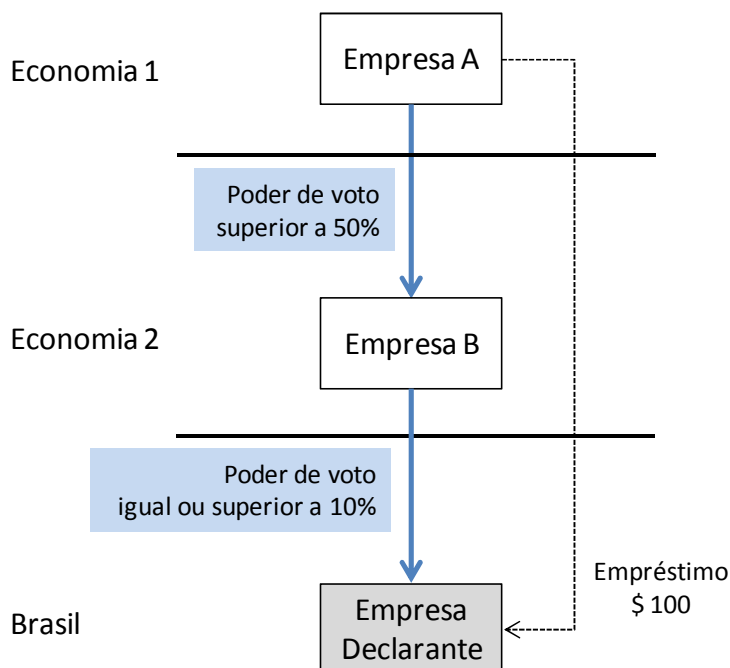 Economia 1
Empresa A
Poder de voto
superior a 50%
Economia 2
Empresa B
Poder de voto
igual ou superior a 10%
Brasil
Empresa
Declarante
Empréstimo
$ 100